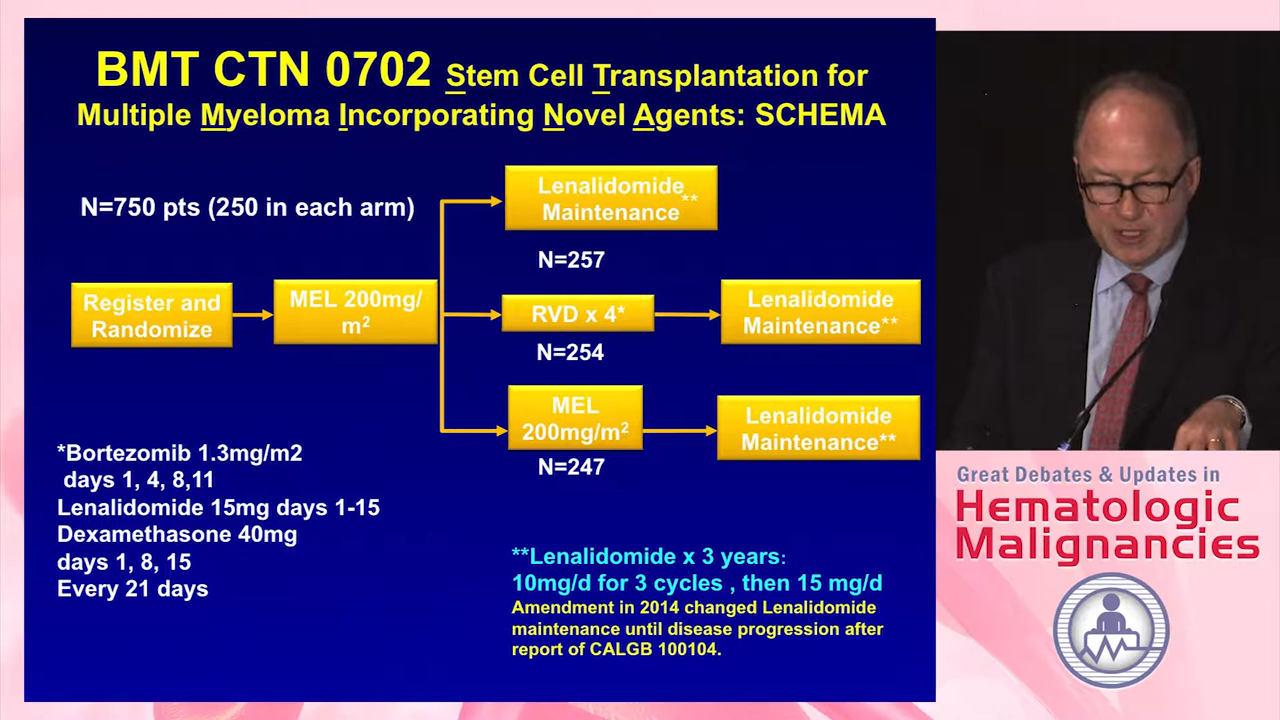 BMT CTN 0702 Stem Cell Transplantation for
Multiple Myeloma Incorporating Novel Agents: SCHEMA
N=750 pts (250 in each arm)
Lenalidomide
Maintenance**
N=257
Register and
Randomize
MEL 200mg/
m²
RVD x 4*
N=254
Lenalidomide
Maintenance**
MEL
200mg/m²
N=247
Lenalidomide
Maintenance**
*Bortezomib 1.3mg/m2
days 1, 4, 8,11
Lenalidomide 15mg days 1-15
Dexamethasone 40mg
days 1, 8, 15
Every 21 days
**Lenalidomide x 3 years:
10mg/d for 3 cycles , then 15 mg/d
Amendment in 2014 changed Lenalidomide
maintenance until disease progression after
report of CALGB 100104.
Great Debates & Updates in
Hematologic
Malignancies